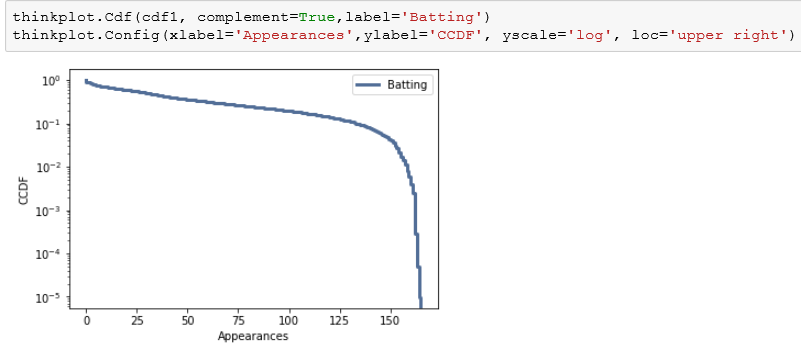 thinkplot.Cdf(cdf1, complement=True,label='Batting')
thinkplot.Config(xlabel='Appearances',ylabel='CCDF', yscale='log', loc='upper right')
Batting
10⁰
10⁻¹
10⁻²
10⁻³
10⁻⁴
10⁻⁵
CCDF
0 25 50 75 100 125 150
Appearances